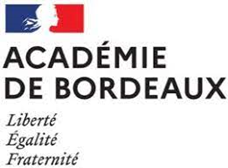 ACADÉMIE
DE BORDEAUX
Liberté
Égalité
Fraternité